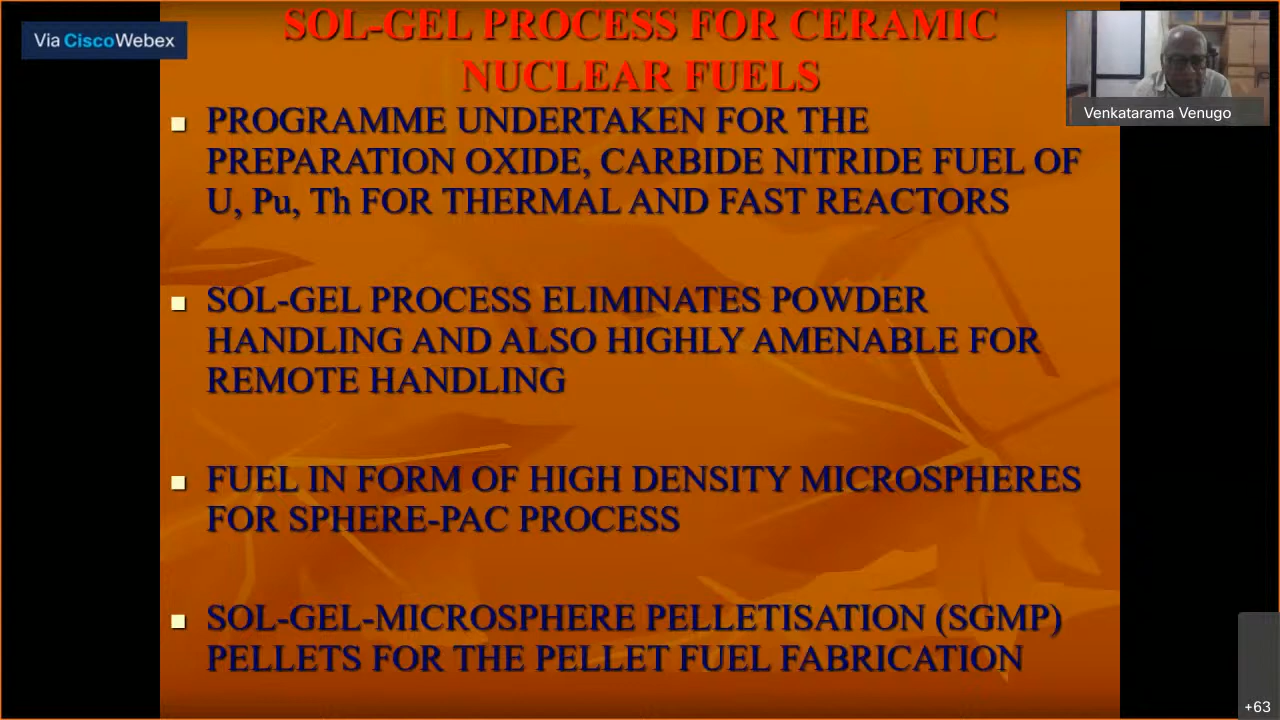 Via Cisco Webex
SOL-GEL PROCESS FOR CERAMIC
NUCLEAR FUELS
Venkatarama Venugo
PROGRAMME UNDERTAKEN FOR THE
PREPARATION OXIDE, CARBIDE NITRIDE FUEL OF
U, Pu, Th FOR THERMAL AND FAST REACTORS
SOL-GEL PROCESS ELIMINATES POWDER
HANDLING AND ALSO HIGHLY AMENABLE FOR
REMOTE HANDLING
FUEL IN FORM OF HIGH DENSITY MICROSPHERES
FOR SPHERE-PAC PROCESS
SOL-GEL-MICROSPHERE PELLETISATION (SGMP)
PELLETS FOR THE PELLET FUEL FABRICATION
+63